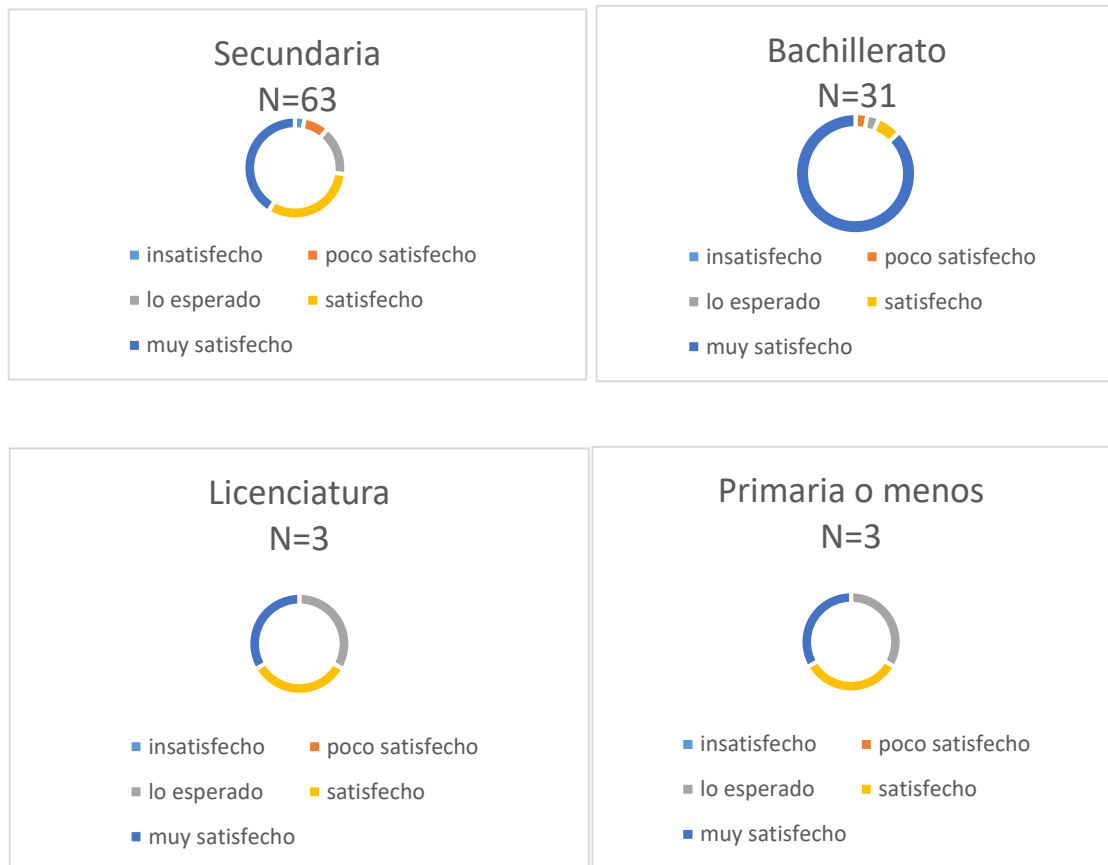 Secundaria
N=63
insatisfecho poco satisfecho
lo esperado satisfecho
muy satisfecho
Bachillerato
N=31
insatisfecho poco satisfecho
lo esperado satisfecho
muy satisfecho
Licenciatura
N=3
insatisfecho poco satisfecho
lo esperado satisfecho
muy satisfecho
Primaria o menos
N=3
insatisfecho poco satisfecho
lo esperado satisfecho
muy satisfecho